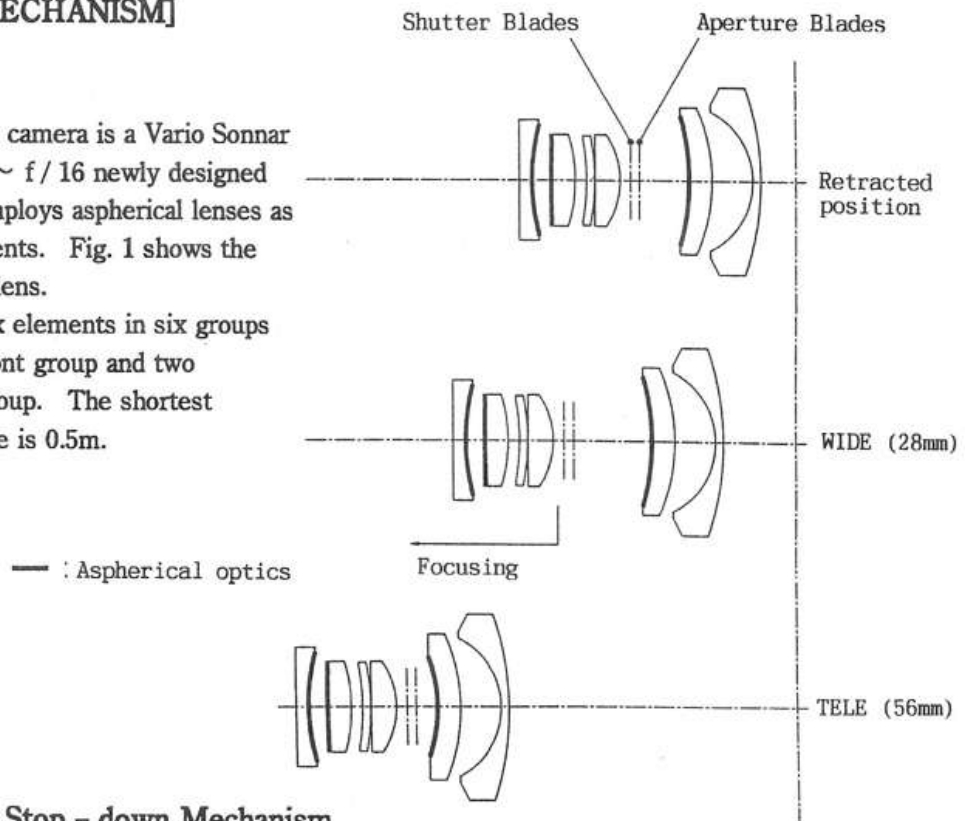 ECHANISM]
Shutter Blades
Aperture Blades
camera is a Vario Sonnar
~ f / 16 newly designed
ploys aspherical lenses as
ents. Fig. 1 shows the
lens.
x elements in six groups
ont group and two
oup. The shortest
e is 0.5m.
Retracted
position
WIDE (28mm)
Focusing
: Aspherical optics
TELE (56mm)
Stop – down Mechanism